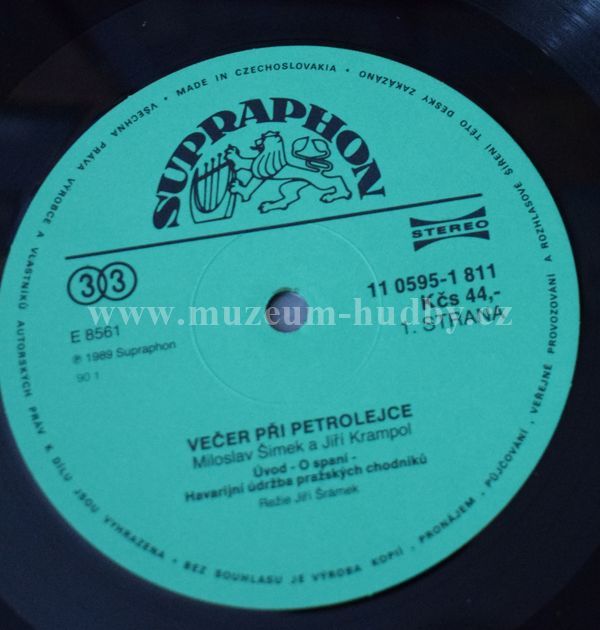 VŠECHNA PRÁVA VÝROBCE A VLASTNÍKŮ AUTORSKÝCH PRÁV K DÍLU JSOU VYHRAZENA • BEZ SOUHLASU JE VÝROBA KOPIÍ, PRONÁJEM, PŮJČOVÁNÍ, VEŘEJNÉ PROVOZOVÁNÍ A ROZHLASOVÉ ŠÍŘENÍ TÉTO DESKY ZAKÁZÁNO • MADE IN CZECHOSLOVAKIA •
SUPRAPHON
STEREO
33
11 0595-1 811
Kčs 44,-
1. STRANA
www.muzeum-hudby.cz
E 8561
℗ 1989 Supraphon
90 1
VEČER PŘI PETROLEJCE
Miloslav Šimek a Jiří Krampol
Úvod - O spaní -
Havarijní údržba pražských chodníků
Režie Jiří Šrámek